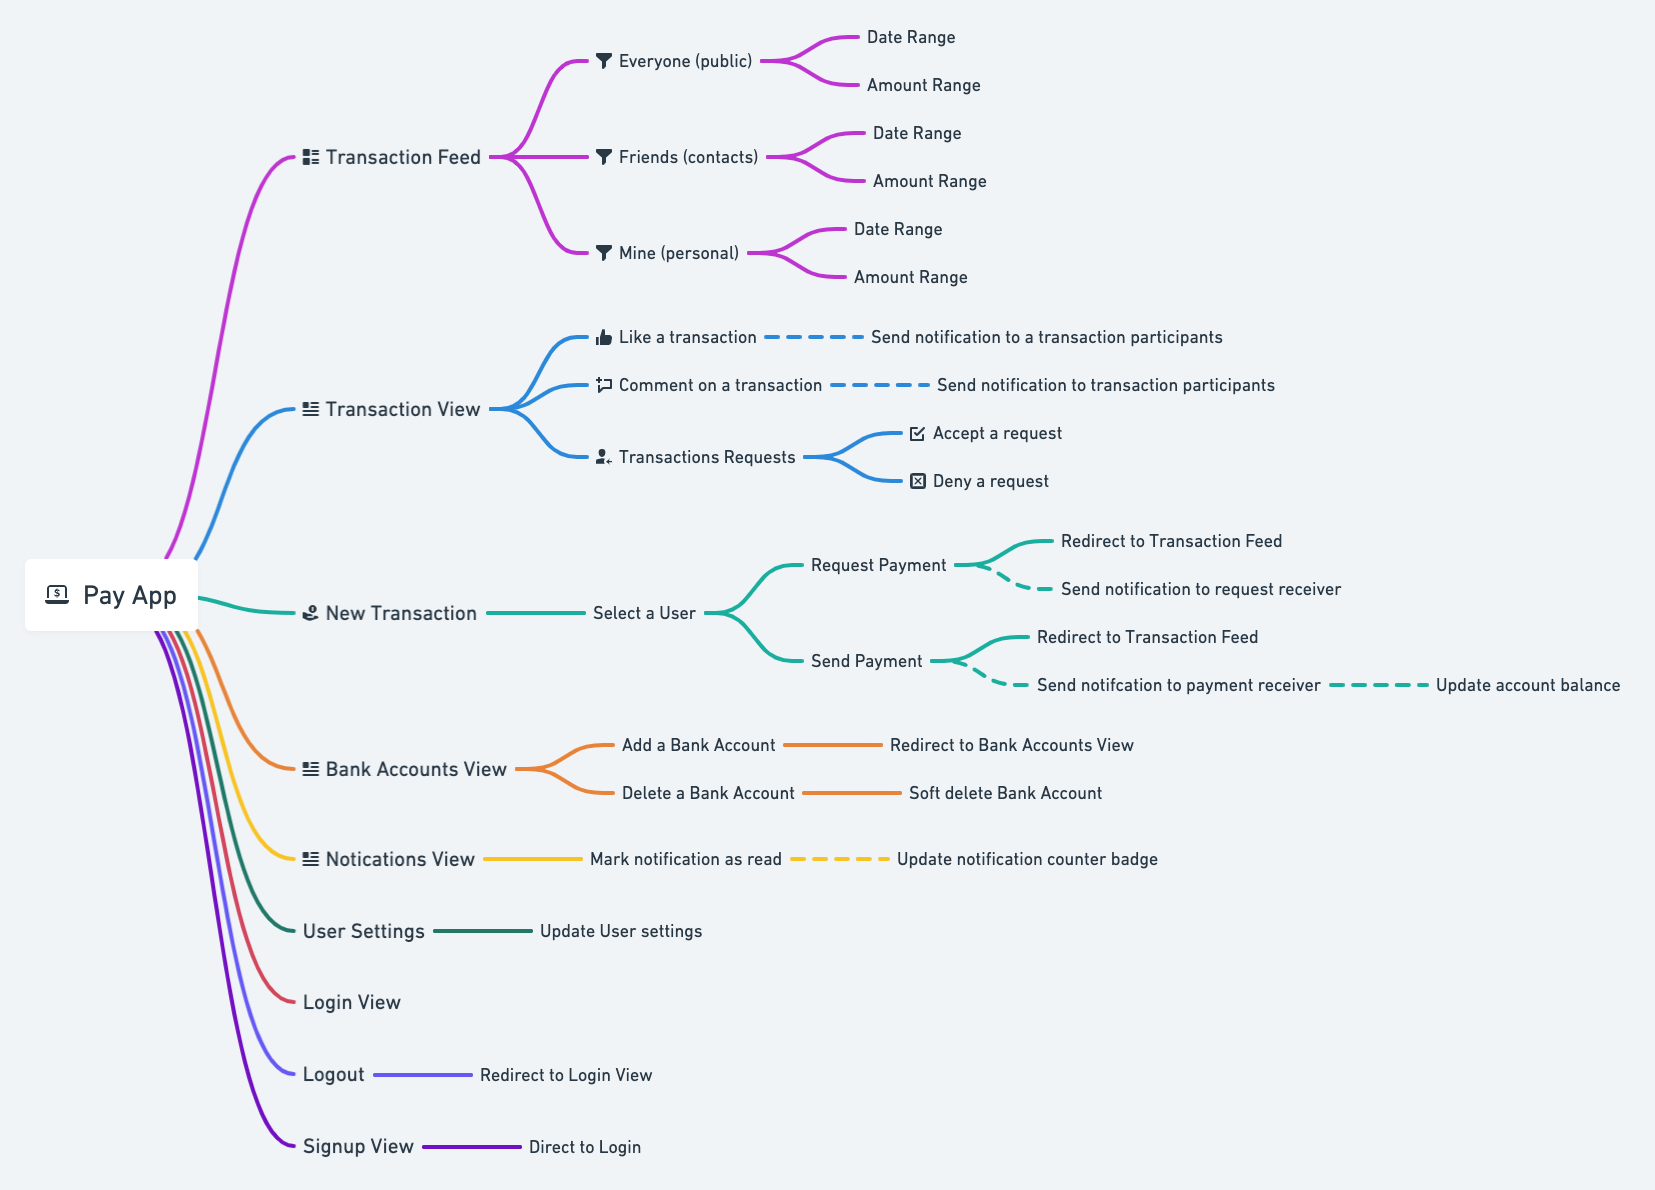 Pay App
Transaction Feed
Everyone (public)
Date Range
Amount Range
Friends (contacts)
Date Range
Amount Range
Mine (personal)
Date Range
Amount Range
Transaction View
Like a transaction
Send notification to a transaction participants
Comment on a transaction
Send notification to transaction participants
Transactions Requests
Accept a request
Deny a request
New Transaction
Select a User
Request Payment
Redirect to Transaction Feed
Send notification to request receiver
Send Payment
Redirect to Transaction Feed
Send notifcation to payment receiver
Update account balance
Bank Accounts View
Add a Bank Account
Redirect to Bank Accounts View
Delete a Bank Account
Soft delete Bank Account
Notications View
Mark notification as read
Update notification counter badge
User Settings
Update User settings
Login View
Logout
Redirect to Login View
Signup View
Direct to Login